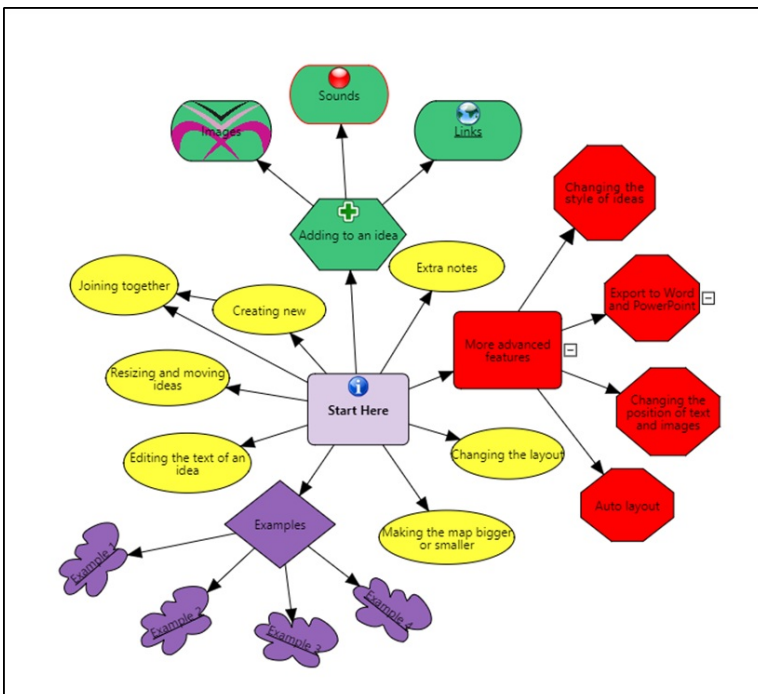 Sounds
Images
Links
Changing the
style of ideas
Adding to an idea
Extra notes
Joining together
Export to Word
and PowerPoint
Creating new
More advanced
features
Resizing and moving
ideas
Start Here
Changing the
position of text
and images
Editing the text of an
idea
Changing the layout
Auto layout
Examples
Making the map bigger
or smaller
Example 1
Example 2
Example 3
Example 4